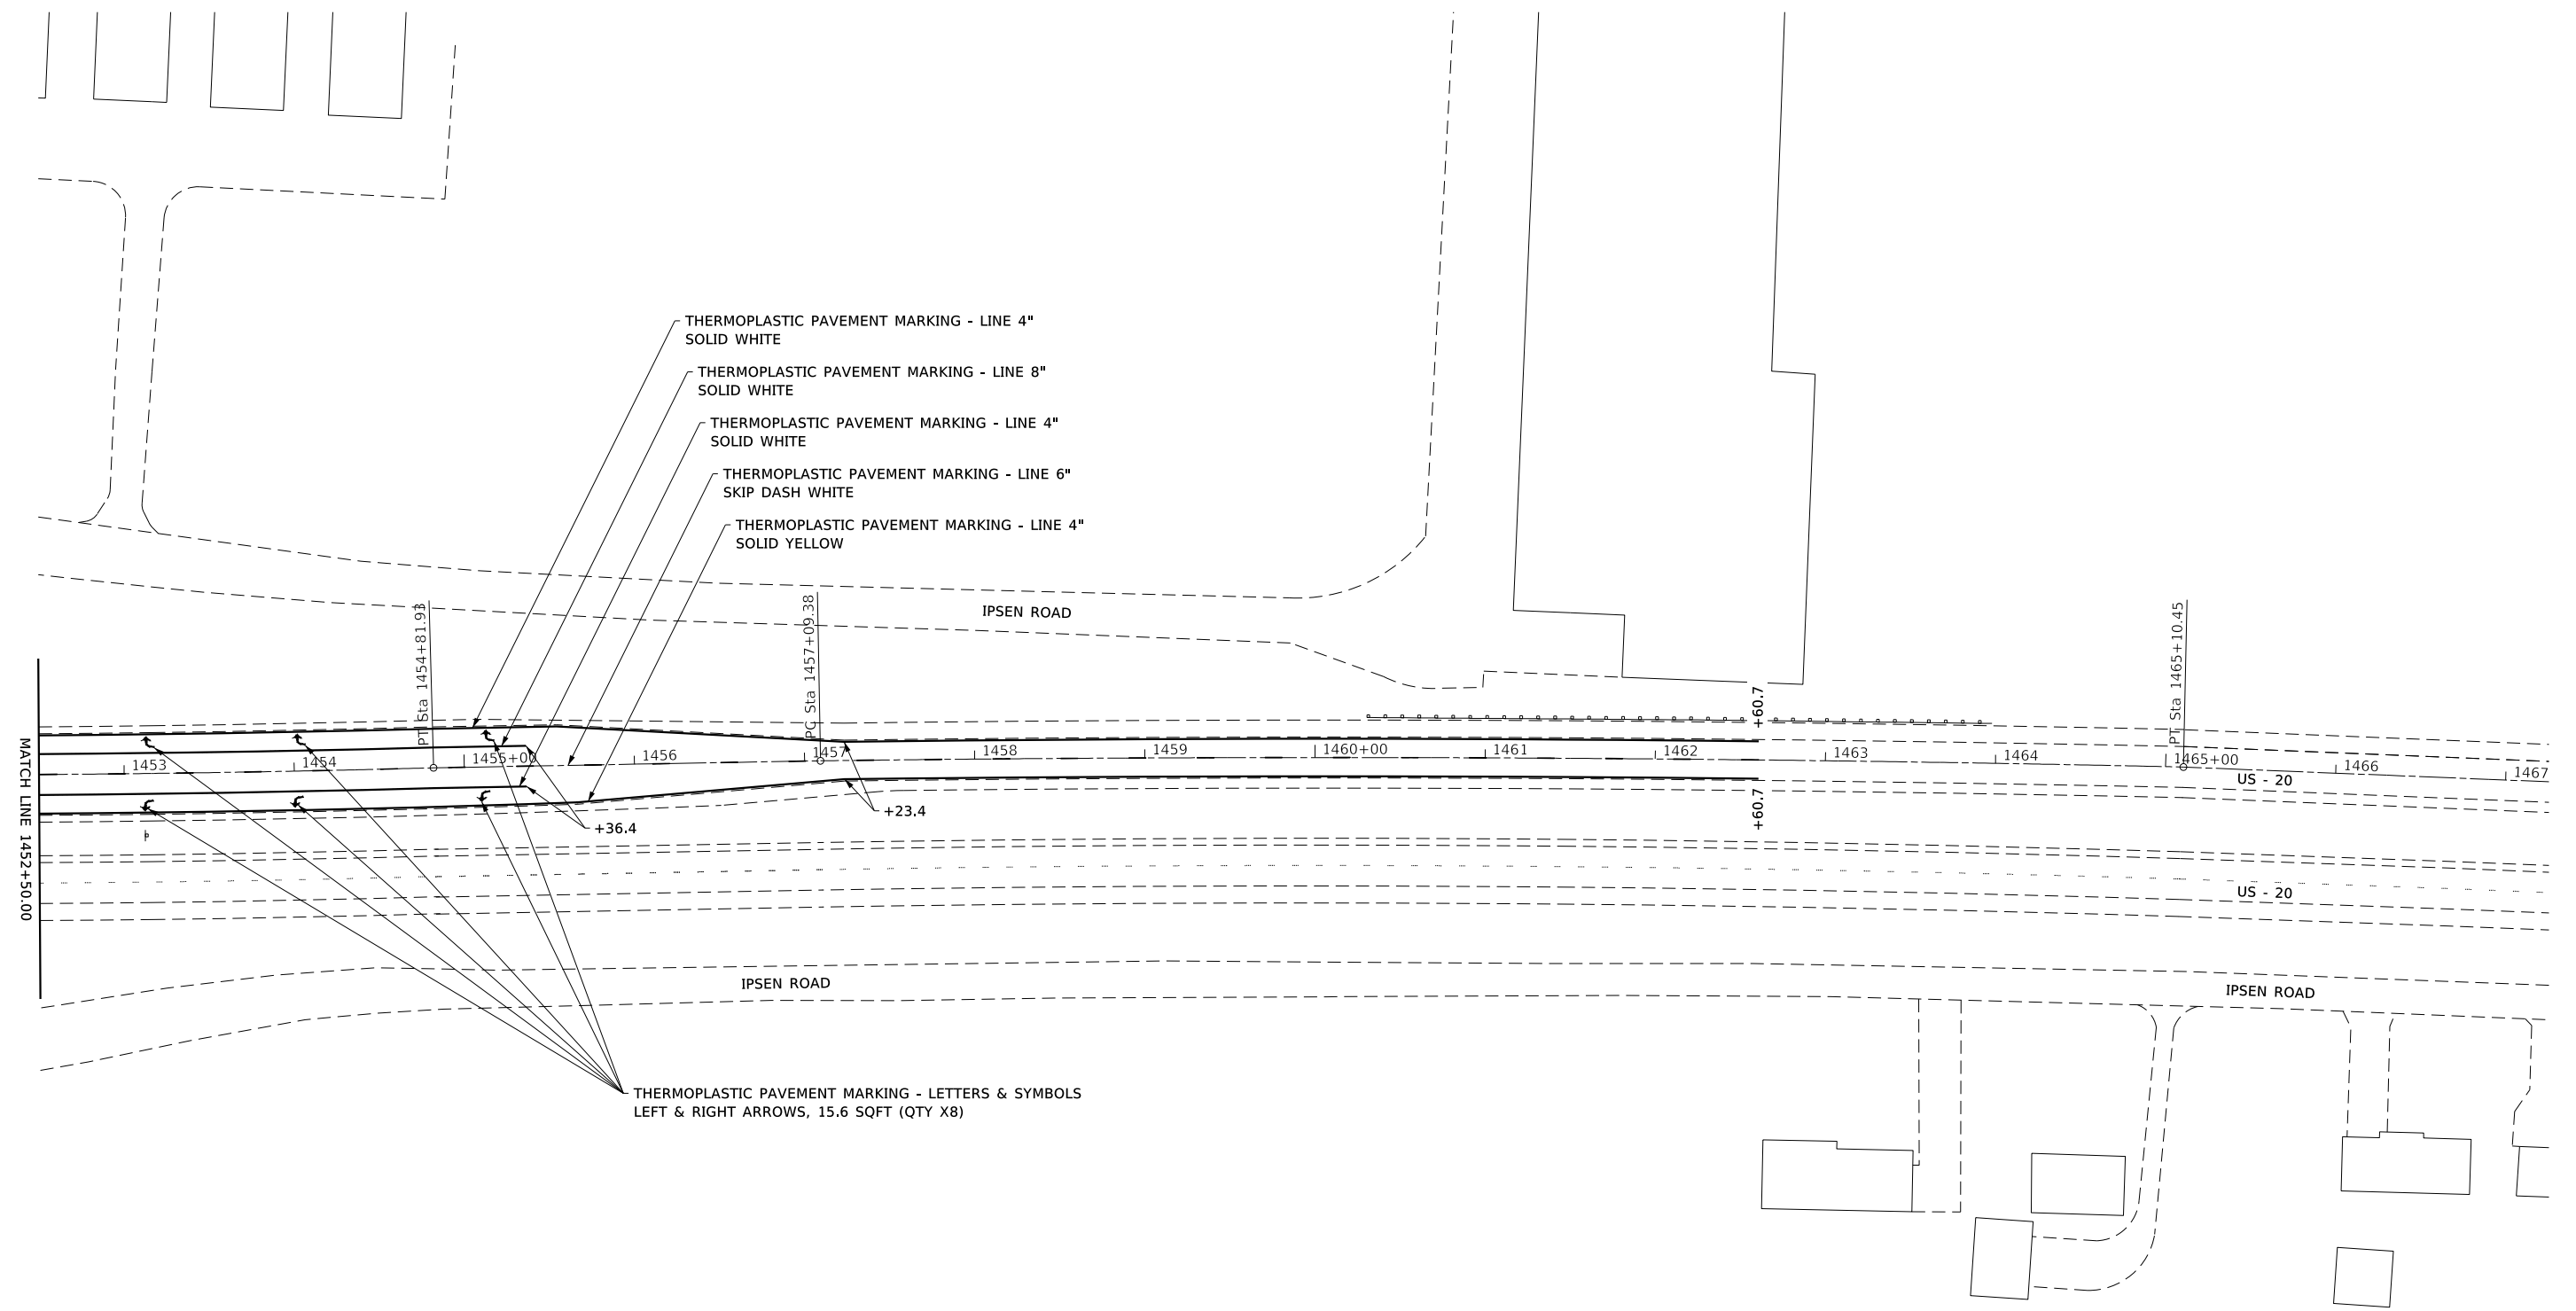 THERMOPLASTIC PAVEMENT MARKING - LINE 4"
SOLID WHITE
THERMOPLASTIC PAVEMENT MARKING - LINE 8"
SOLID WHITE
THERMOPLASTIC PAVEMENT MARKING - LINE 4"
SOLID WHITE
THERMOPLASTIC PAVEMENT MARKING - LINE 6"
SKIP DASH WHITE
THERMOPLASTIC PAVEMENT MARKING - LINE 4"
SOLID YELLOW
IPSEN ROAD
PT Sta 1454+81.93
PC Sta 1457+09.38
PT Sta 1465+10.45
+60.7
MATCH LINE 1452+50.00
1453
1454
1455+00
1456
1457
1458
1459
1460+00
1461
1462
1463
1464
1465+00
1466
1467
US - 20
+23.4
+36.4
+60.7
US - 20
IPSEN ROAD
IPSEN ROAD
THERMOPLASTIC PAVEMENT MARKING - LETTERS & SYMBOLS
LEFT & RIGHT ARROWS, 15.6 SQFT (QTY X8)